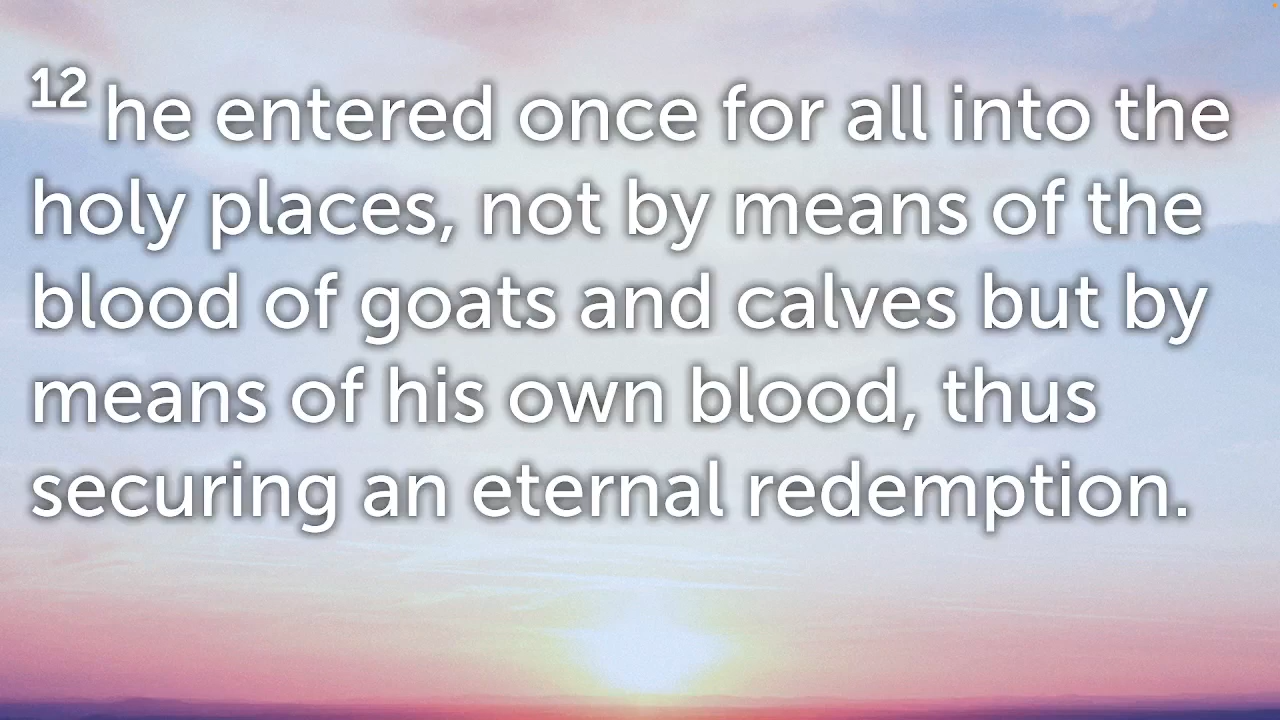 12 he entered once for all into the
holy places, not by means of the
blood of goats and calves but by
means of his own blood, thus
securing an eternal redemption.